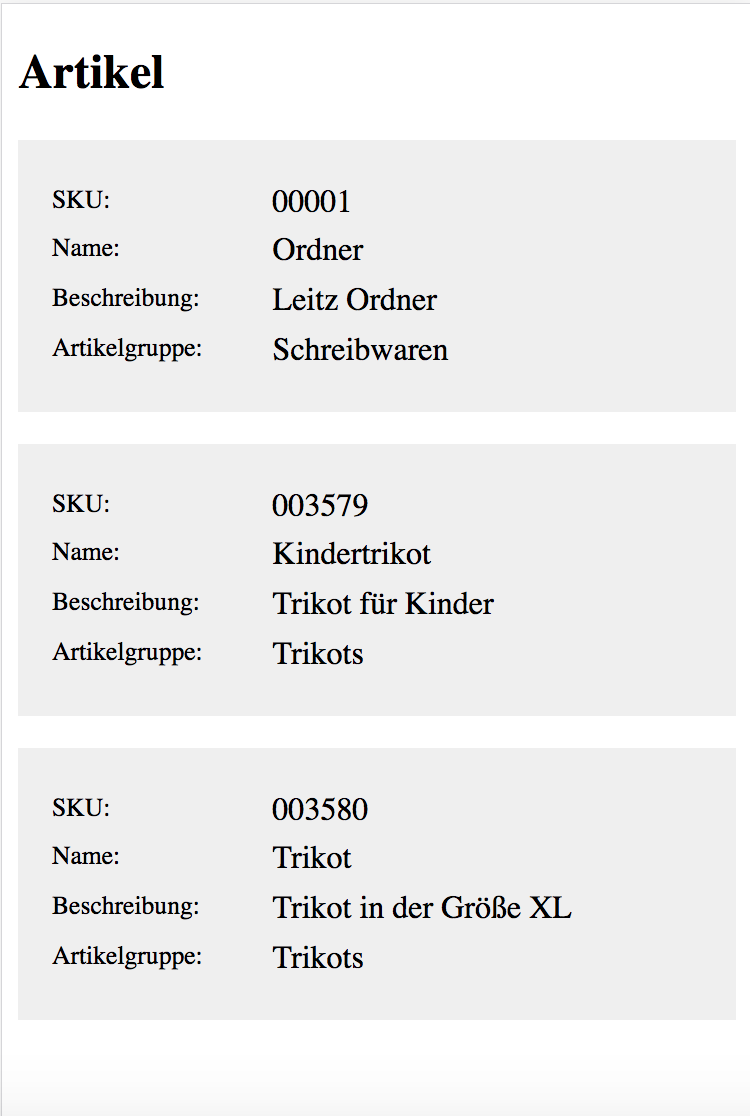 Artikel
SKU: 00001
Name: Ordner
Beschreibung: Leitz Ordner
Artikelgruppe: Schreibwaren
SKU: 003579
Name: Kindertrikot
Beschreibung: Trikot für Kinder
Artikelgruppe: Trikots
SKU: 003580
Name: Trikot
Beschreibung: Trikot in der Größe XL
Artikelgruppe: Trikots